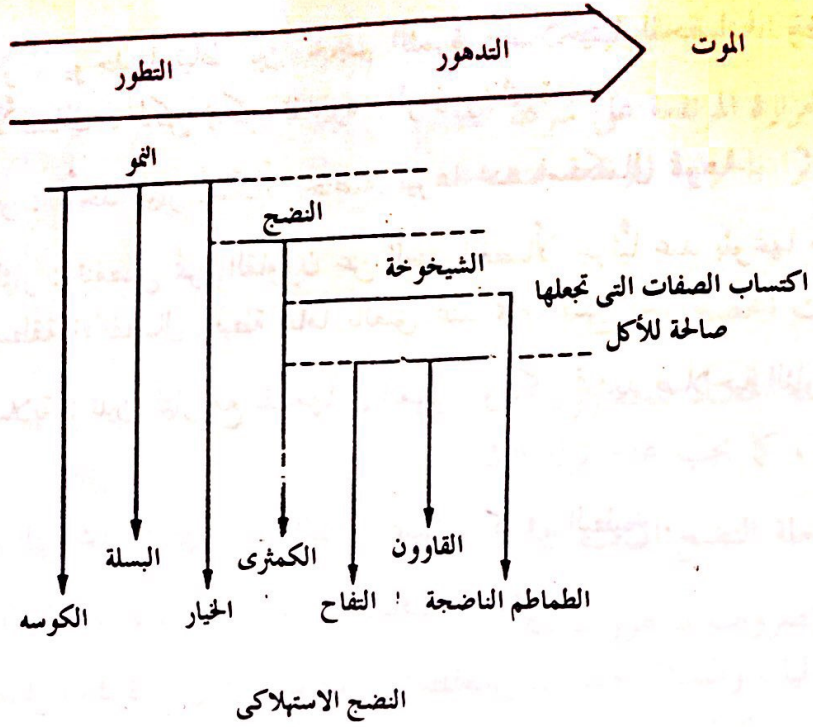 الموت
التدهور
التطور
النمو
النضج
الشيخوخة
اكتساب الصفات التى تجعلها
صالحة للأكل
القاوون
الكمثرى
البسلة
الطماطم الناضجة
التفاح
الخيار
الكوسه
النضج الاستهلاكى